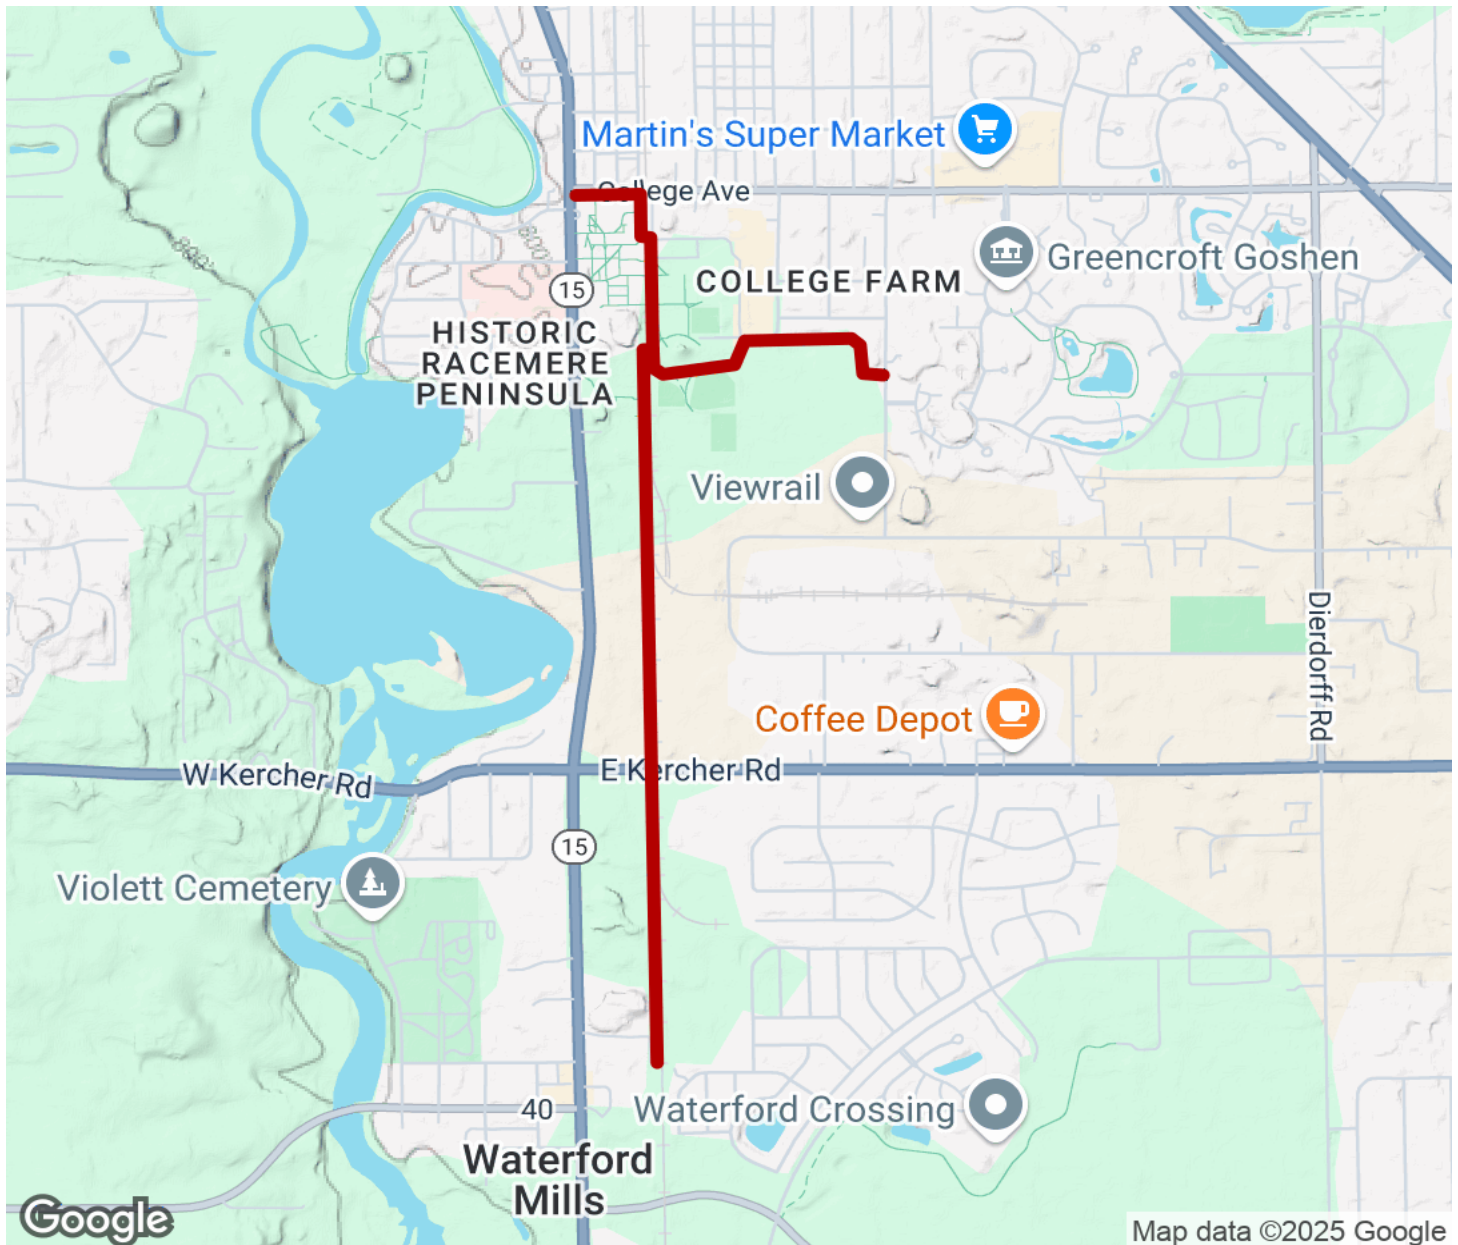 Martin's Super Market
College Ave
Greencroft Goshen
COLLEGE FARM
15
HISTORIC
RACEMERE
PENINSULA
Viewrail
Dierdorff Rd
Coffee Depot
W Kercher Rd
E Kercher Rd
15
Violett Cemetery
40
Waterford Crossing
Waterford
Mills
Google
Map data ©2025 Google